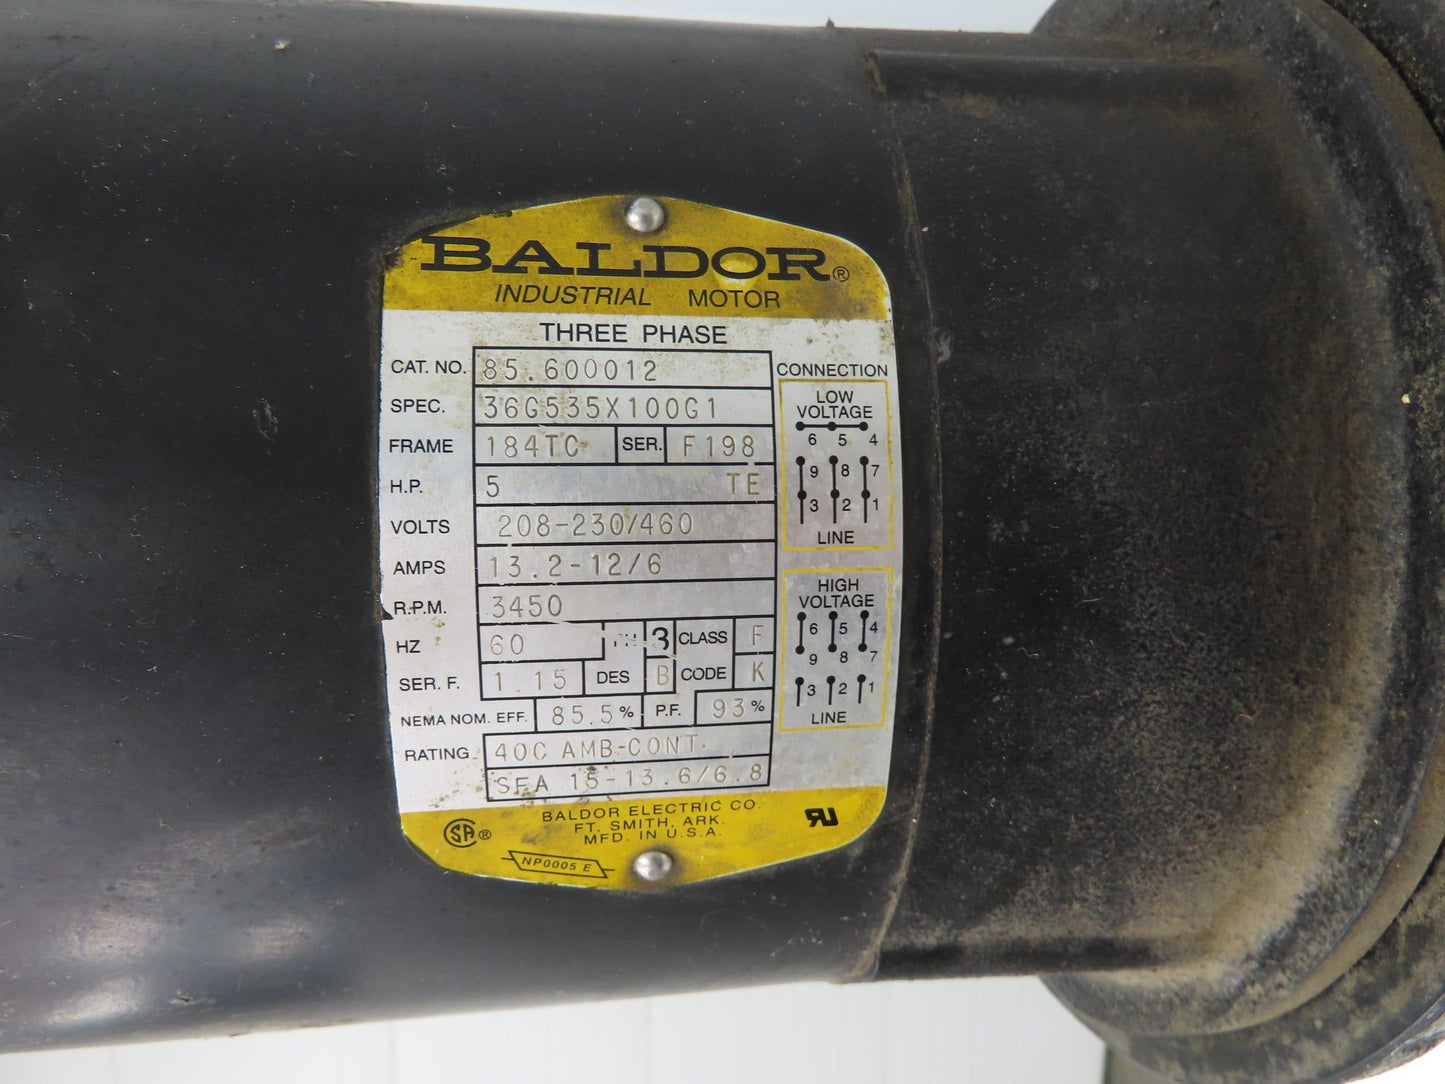 BALDOR®
INDUSTRIAL MOTOR
THREE PHASE
CAT. NO. 85.600012
SPEC. 36G535X100G1
FRAME 184TC SER. F198
H.P. 5 TE
VOLTS 208-230/460
AMPS 13.2-12/6
R.P.M. 3450
HZ 60 PH 3 CLASS F
SER. F. 1.15 DES B CODE K
NEMA NOM. EFF. 85.5% P.F. 93%
RATING 40C AMB-CONT.
SFA 15-13.6/6.8
CONNECTION
LOW
VOLTAGE
6 5 4
9 8 7
3 2 1
LINE
HIGH
VOLTAGE
6 5 4
9 8 7
3 2 1
LINE
BALDOR ELECTRIC CO.
FT. SMITH, ARK.
MFD. IN U.S.A.
SA®
RU
NP0005 E